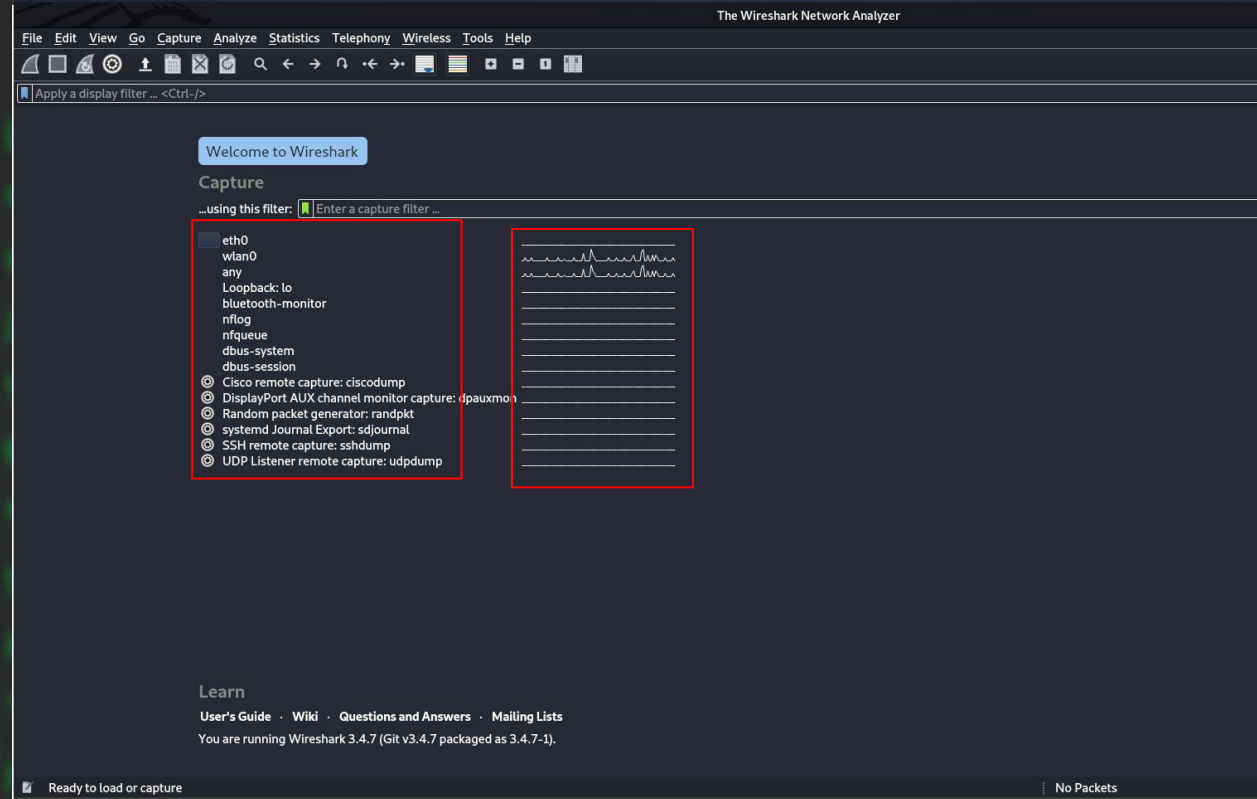 The Wireshark Network Analyzer
File Edit View Go Capture Analyze Statistics Telephony Wireless Tools Help
Apply a display filter ... <Ctrl-/>
Welcome to Wireshark
Capture
...using this filter: Enter a capture filter ...
eth0
wlan0
any
Loopback: lo
bluetooth-monitor
nflog
nfqueue
dbus-system
dbus-session
Cisco remote capture: ciscodump
DisplayPort AUX channel monitor capture: dpauxmon
Random packet generator: randpkt
systemd Journal Export: sdjournal
SSH remote capture: sshdump
UDP Listener remote capture: udpdump
Learn
User's Guide · Wiki · Questions and Answers · Mailing Lists
You are running Wireshark 3.4.7 (Git v3.4.7 packaged as 3.4.7-1).
Ready to load or capture No Packets